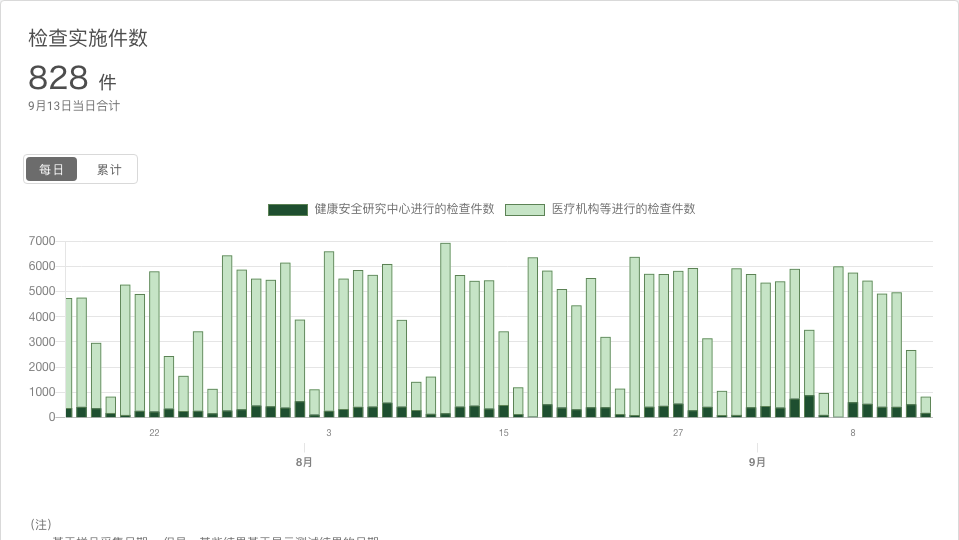 检查实施件数
828 件
9月13日当日合计
每日 累计
健康安全研究中心进行的检查件数 医疗机构等进行的检查件数
7000
6000
5000
4000
3000
2000
1000
0
22 3 15 27 8
8月 9月
(注)